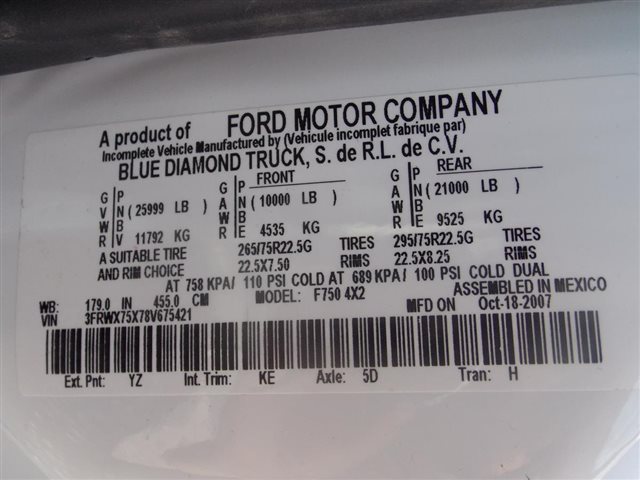 A product of FORD MOTOR COMPANY
Incomplete Vehicle Manufactured by (Vehicule incomplet fabrique par)
BLUE DIAMOND TRUCK, S. de R.L. de C.V.
G P FRONT G P REAR
V N (25999 LB) A N (10000 LB) A N (21000 LB)
W B W B W B
R V 11792 KG R E 4535 KG R E 9525 KG
A SUITABLE TIRE 265/75R22.5G TIRES 295/75R22.5G TIRES
AND RIM CHOICE 22.5X7.50 RIMS 22.5X8.25 RIMS
AT 758 KPA/ 110 PSI COLD AT 689 KPA/ 100 PSI COLD DUAL
WB: 179.0 IN 455.0 CM MODEL: F750 4X2 ASSEMBLED IN MEXICO
VIN 3FRWX75X78V675421 MFD ON Oct-18-2007
Ext. Pnt: YZ Int. Trim: KE Axle: 5D Tran: H